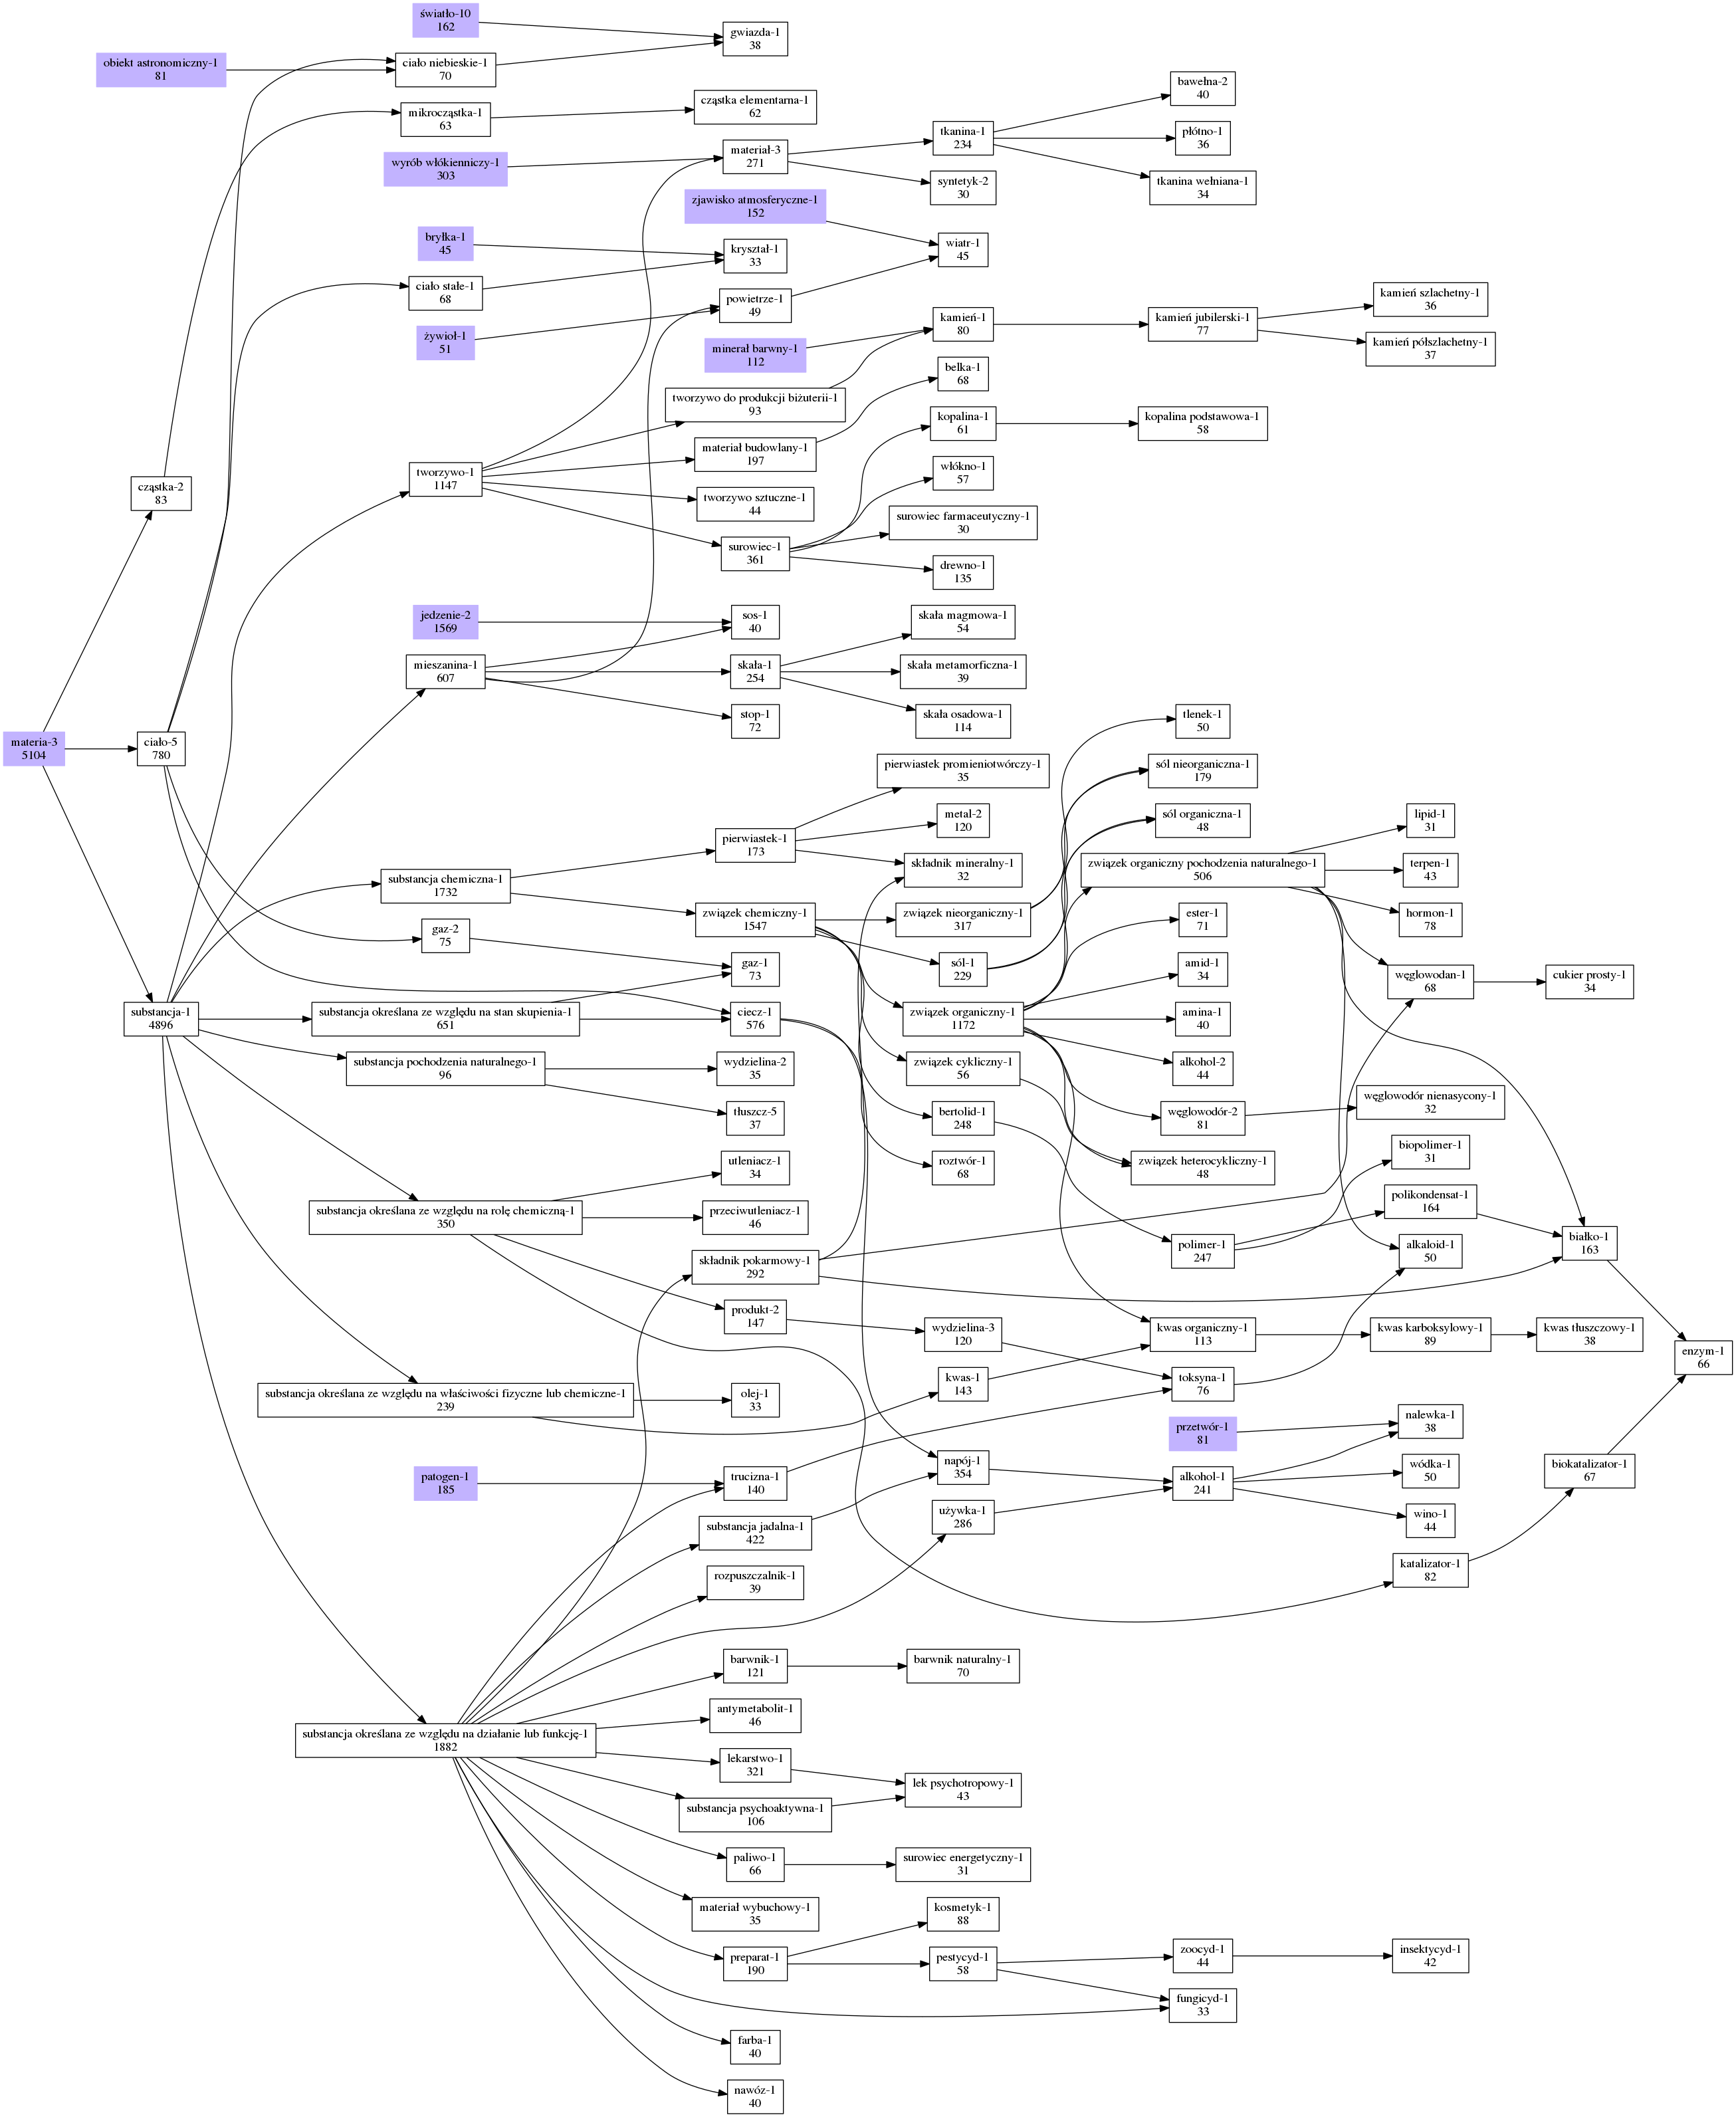 światło-10
162
gwiazda-1
38
obiekt astronomiczny-1
81
ciało niebieskie-1
70
bawełna-2
40
mikrocząstka-1
63
cząstka elementarna-1
62
płótno-1
36
tkanina-1
234
materiał-3
271
wyrób włókienniczy-1
303
syntetyk-2
30
tkanina wełniana-1
34
zjawisko atmosferyczne-1
152
bryłka-1
45
kryształ-1
33
wiatr-1
45
ciało stałe-1
68
powietrze-1
49
kamień szlachetny-1
36
żywioł-1
51
kamień-1
80
kamień jubilerski-1
77
minerał barwny-1
112
kamień półszlachetny-1
37
belka-1
68
tworzywo do produkcji biżuterii-1
93
kopalina-1
61
kopalina podstawowa-1
58
materiał budowlany-1
197
tworzywo-1
1147
włókno-1
57
cząstka-2
83
tworzywo sztuczne-1
44
surowiec farmaceutyczny-1
30
surowiec-1
361
drewno-1
135
jedzenie-2
1569
sos-1
40
skała magmowa-1
54
mieszanina-1
607
skała-1
254
skała metamorficzna-1
39
stop-1
72
skała osadowa-1
114
tlenek-1
50
materia-3
5104
ciało-5
780
pierwiastek promieniotwórczy-1
35
sól nieorganiczna-1
179
metal-2
120
sól organiczna-1
48
lipid-1
31
pierwiastek-1
173
składnik mineralny-1
32
związek organiczny pochodzenia naturalnego-1
506
terpen-1
43
substancja chemiczna-1
1732
związek chemiczny-1
1547
związek nieorganiczny-1
317
ester-1
71
hormon-1
78
gaz-2
75
gaz-1
73
sól-1
229
amid-1
34
węglowodan-1
68
cukier prosty-1
34
substancja-1
4896
substancja określana ze względu na stan skupienia-1
651
ciecz-1
576
związek organiczny-1
1172
amina-1
40
substancja pochodzenia naturalnego-1
96
wydzielina-2
35
związek cykliczny-1
56
alkohol-2
44
tłuszcz-5
37
bertolid-1
248
węglowodór-2
81
węglowodór nienasycony-1
32
utleniacz-1
34
roztwór-1
68
związek heterocykliczny-1
48
biopolimer-1
31
substancja określana ze względu na rolę chemiczną-1
350
przeciwutleniacz-1
46
polikondensat-1
164
składnik pokarmowy-1
292
polimer-1
247
alkaloid-1
50
białko-1
163
produkt-2
147
wydzielina-3
120
kwas organiczny-1
113
kwas karboksylowy-1
89
kwas tłuszczowy-1
38
enzym-1
66
substancja określana ze względu na właściwości fizyczne lub chemiczne-1
239
olej-1
33
kwas-1
143
toksyna-1
76
przetwór-1
81
nalewka-1
38
patogen-1
185
trucizna-1
140
napój-1
354
alkohol-1
241
wódka-1
50
biokatalizator-1
67
substancja jadalna-1
422
używka-1
286
wino-1
44
rozpuszczalnik-1
39
katalizator-1
82
barwnik-1
121
barwnik naturalny-1
70
substancja określana ze względu na działanie lub funkcję-1
1882
antymetabolit-1
46
lekarstwo-1
321
lek psychotropowy-1
43
substancja psychoaktywna-1
106
paliwo-1
66
surowiec energetyczny-1
31
materiał wybuchowy-1
35
kosmetyk-1
88
preparat-1
190
pestycyd-1
58
zoocyd-1
44
insektycyd-1
42
fungicyd-1
33
farba-1
40
nawóz-1
40